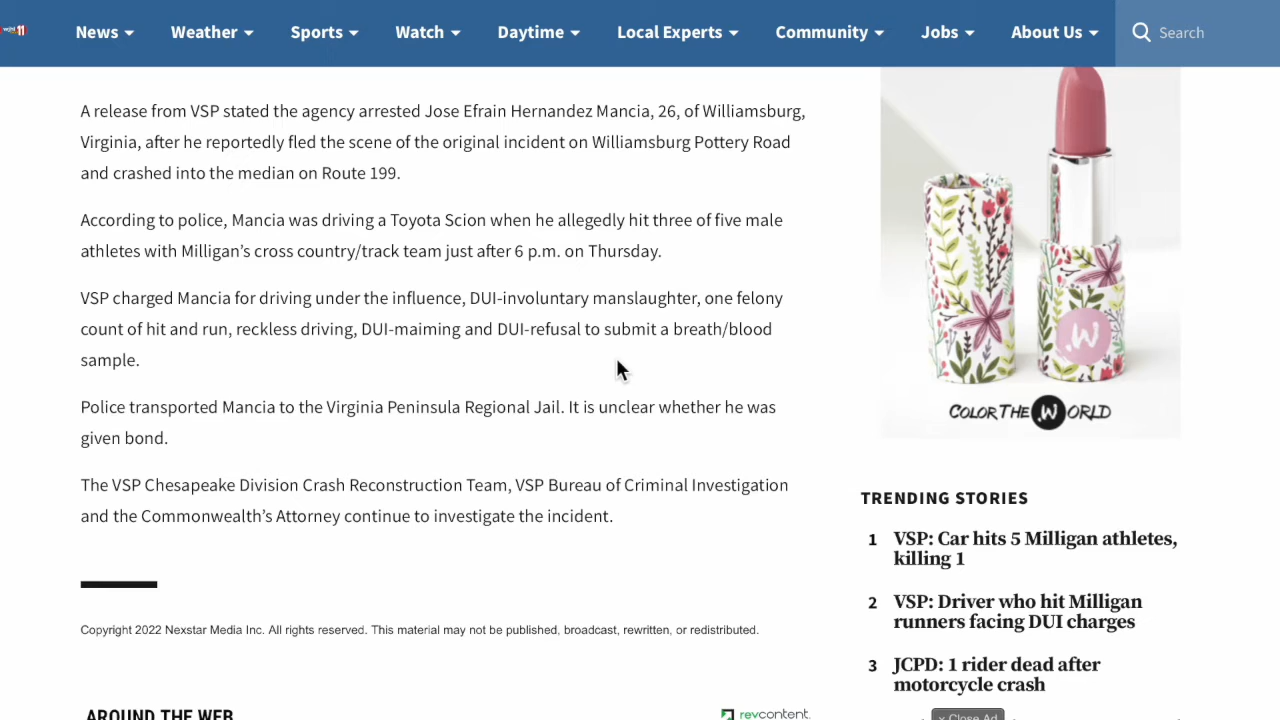 News Weather Sports Watch Daytime Local Experts Community Jobs About Us Search
A release from VSP stated the agency arrested Jose Efrain Hernandez Mancia, 26, of Williamsburg,
Virginia, after he reportedly fled the scene of the original incident on Williamsburg Pottery Road
and crashed into the median on Route 199.
According to police, Mancia was driving a Toyota Scion when he allegedly hit three of five male
athletes with Milligan’s cross country/track team just after 6 p.m. on Thursday.
VSP charged Mancia for driving under the influence, DUI-involuntary manslaughter, one felony
count of hit and run, reckless driving, DUI-maiming and DUI-refusal to submit a breath/blood
sample.
Police transported Mancia to the Virginia Peninsula Regional Jail. It is unclear whether he was
given bond.
The VSP Chesapeake Division Crash Reconstruction Team, VSP Bureau of Criminal Investigation
and the Commonwealth’s Attorney continue to investigate the incident.
Copyright 2022 Nexstar Media Inc. All rights reserved. This material may not be published, broadcast, rewritten, or redistributed.
AROUND THE WEB
revcontent
.W
COLOR THE .W ORLD
TRENDING STORIES
1 VSP: Car hits 5 Milligan athletes,
killing 1
2 VSP: Driver who hit Milligan
runners facing DUI charges
3 JCPD: 1 rider dead after
motorcycle crash
× Close Ad